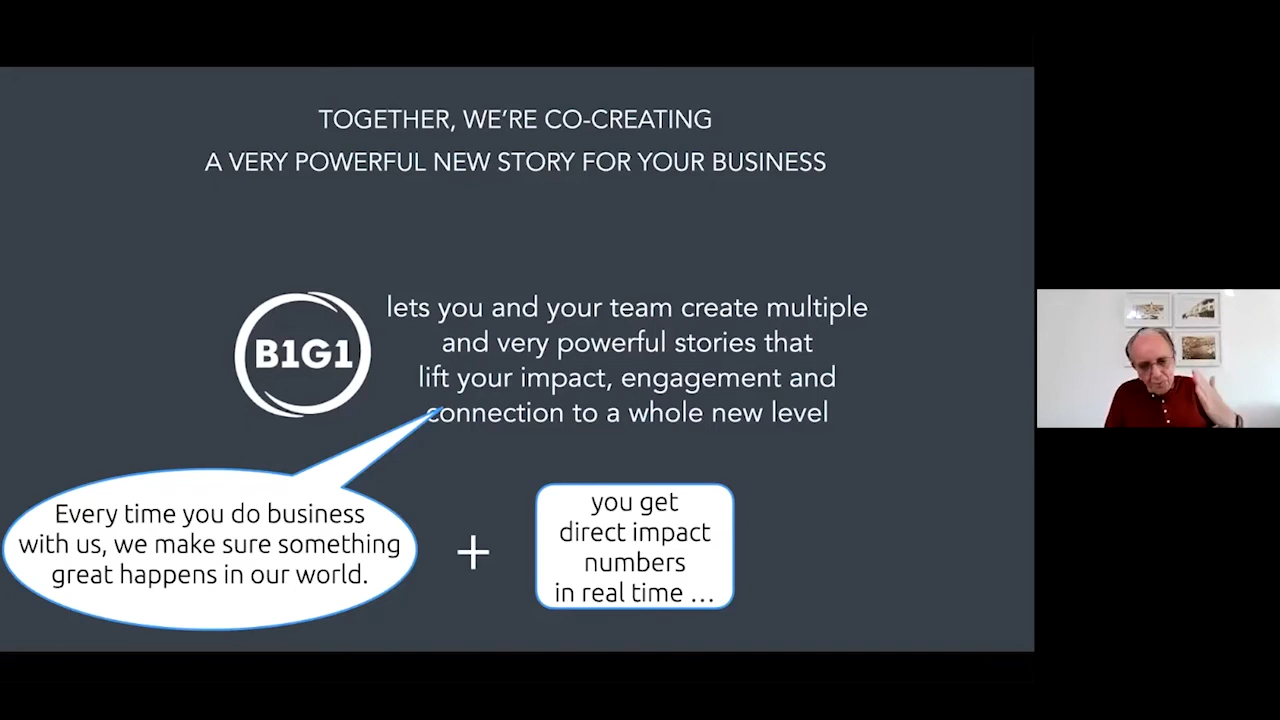 TOGETHER, WE'RE CO-CREATING
A VERY POWERFUL NEW STORY FOR YOUR BUSINESS
B1G1
lets you and your team create multiple
and very powerful stories that
lift your impact, engagement and
connection to a whole new level
Every time you do business
with us, we make sure something
great happens in our world.
+
you get
direct impact
numbers
in real time …